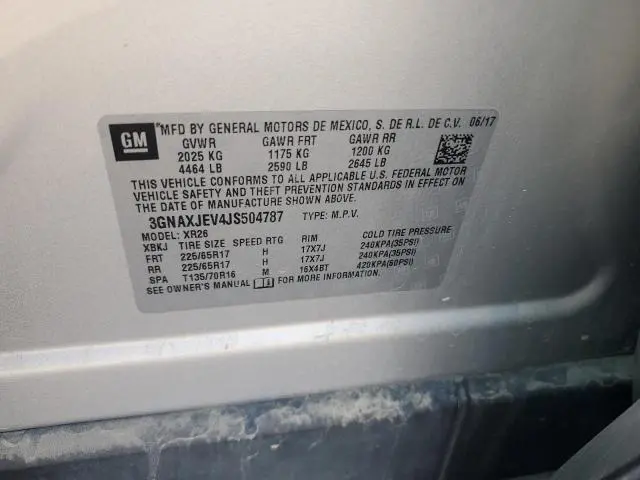 GM
*MFD BY GENERAL MOTORS DE MEXICO, S. DE R.L. DE C.V. 06/17
GVWR GAWR FRT GAWR RR
2025 KG 1175 KG 1200 KG
4464 LB 2590 LB 2645 LB
THIS VEHICLE CONFORMS TO ALL APPLICABLE U.S. FEDERAL MOTOR
VEHICLE SAFETY AND THEFT PREVENTION STANDARDS IN EFFECT ON
THE DATE OF MANUFACTURE SHOWN ABOVE.
3GNAXJEV4JS504787 TYPE: M.P.V.
MODEL: XR26
XBKJ TIRE SIZE SPEED RTG RIM COLD TIRE PRESSURE
FRT 225/65R17 H 17X7J 240KPA(35PSI)
RR 225/65R17 H 17X7J 240KPA(35PSI)
SPA T135/70R16 M 16X4BT 420KPA(60PSI)
SEE OWNER'S MANUAL FOR MORE INFORMATION.